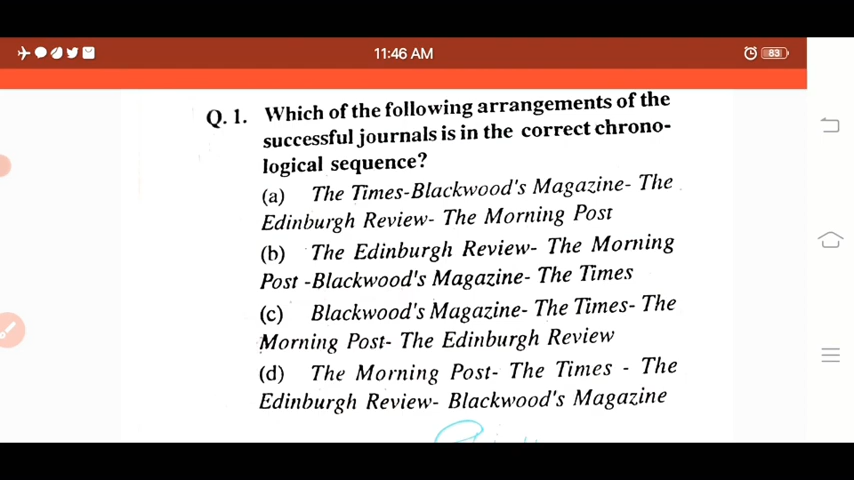 11:46 AM
83
Q. 1. Which of the following arrangements of the
successful journals is in the correct chrono-
logical sequence?
(a) The Times-Blackwood's Magazine- The
Edinburgh Review- The Morning Post
(b) The Edinburgh Review- The Morning
Post -Blackwood's Magazine- The Times
(c) Blackwood's Magazine- The Times- The
Morning Post- The Edinburgh Review
(d) The Morning Post- The Times - The
Edinburgh Review- Blackwood's Magazine